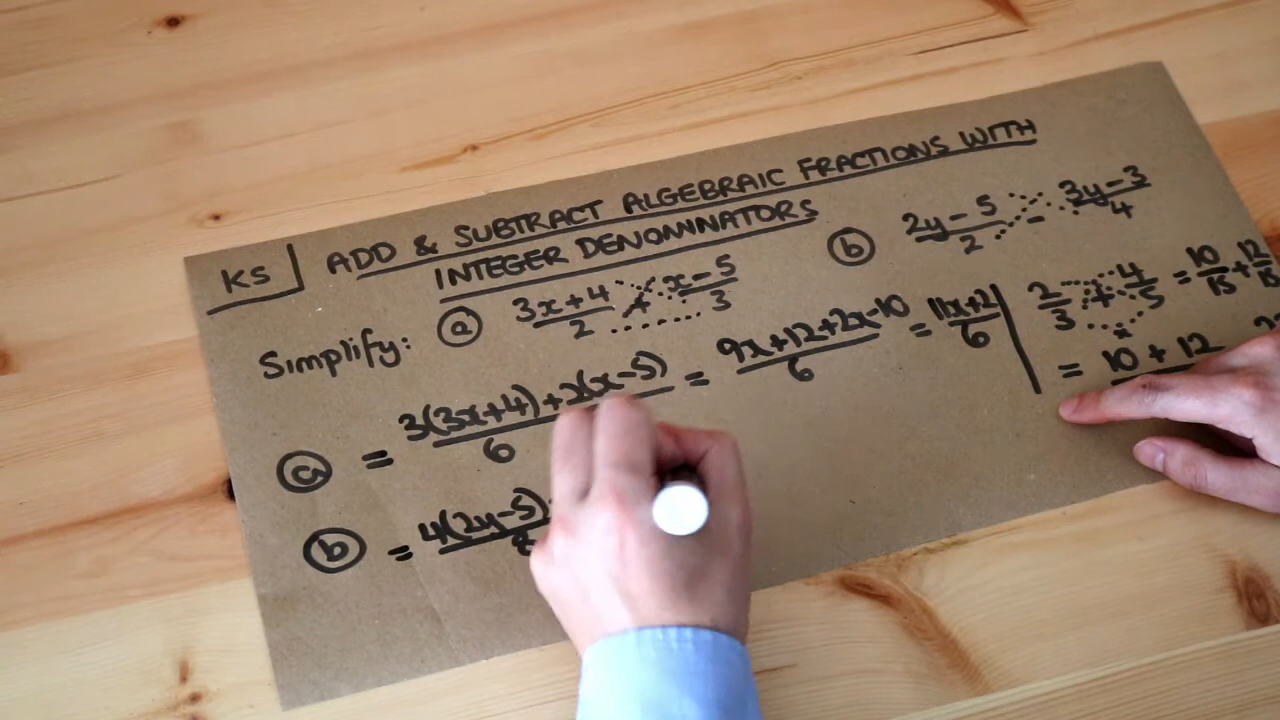 KS ADD & SUBTRACT ALGEBRAIC FRACTIONS WITH
INTEGER DENOMINATORS
Simplify: (a) (3x+4)/2 + (x-5)/3 (b) (2y-5)/2 - (3y-3)/4
(a) = (3(3x+4)+2(x-5))/6 = (9x+12+2x-10)/6 = (11x+2)/6
2/3 + 4/5 = 10/15 + 12/15
= 10 + 12
(b) = 4(2y-5)